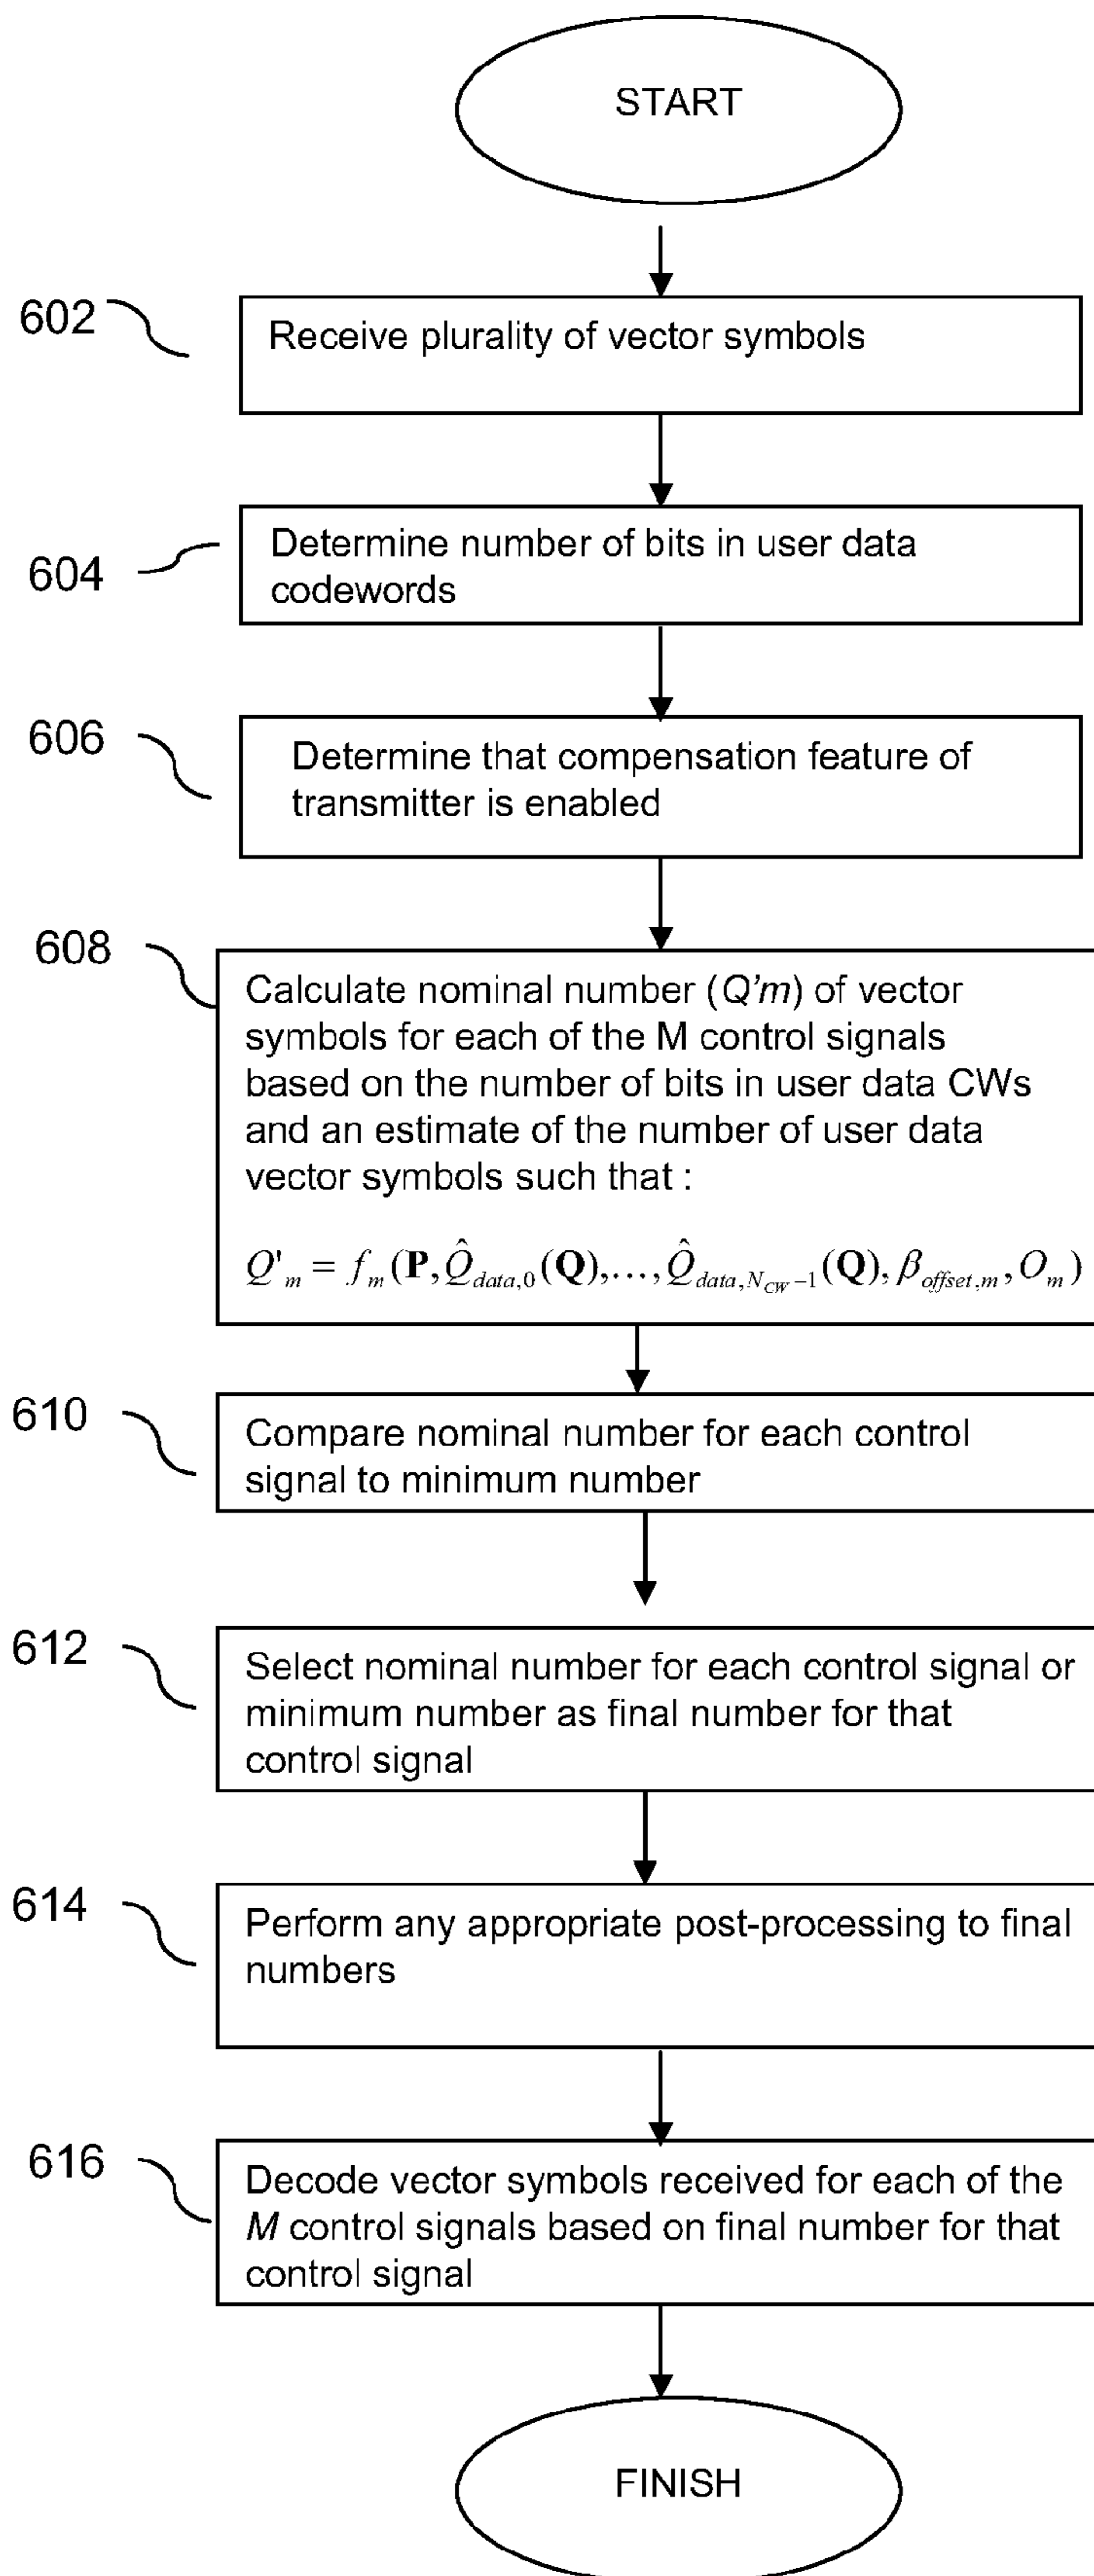 START
602
Receive plurality of vector symbols
604
Determine number of bits in user data
codewords
606
Determine that compensation feature of
transmitter is enabled
608
Calculate nominal number (Q'm) of vector
symbols for each of the M control signals
based on the number of bits in user data CWs
and an estimate of the number of user data
vector symbols such that :
Q'_m = f_m(P, Q̂_{data,0}(Q),..., Q̂_{data,N_{CW}-1}(Q), β_{offset,m}, O_m)
610
Compare nominal number for each control
signal to minimum number
612
Select nominal number for each control signal or
minimum number as final number for that
control signal
614
Perform any appropriate post-processing to final
numbers
616
Decode vector symbols received for each of the
M control signals based on final number for that
control signal
FINISH